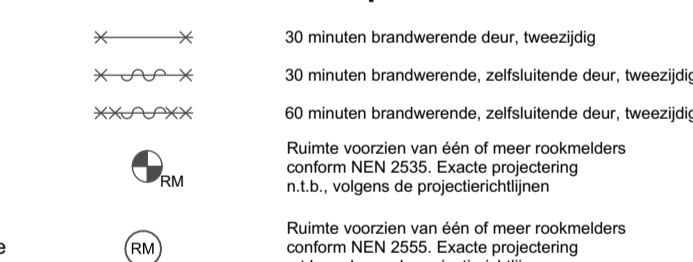 30 minuten brandwerende deur, tweezijdig
30 minuten brandwerende, zelfsluitende deur, tweezijdig
60 minuten brandwerende, zelfsluitende deur, tweezijdig
RM
Ruimte voorzien van één of meer rookmelders
conform NEN 2535. Exacte projectering
n.t.b., volgens de projectierichtlijnen
e
RM
Ruimte voorzien van één of meer rookmelders
conform NEN 2555. Exacte projectering